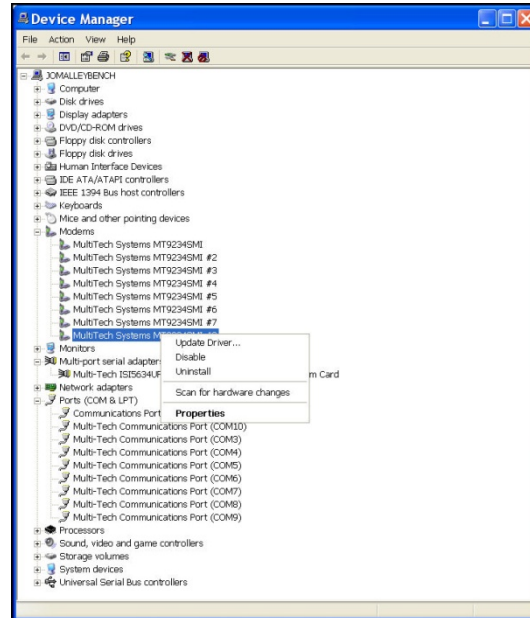 Device Manager
File Action View Help
JOMALLEYBENCH
Computer
Disk drives
Display adapters
DVD/CD-ROM drives
Floppy disk controllers
Floppy disk drives
Human Interface Devices
IDE ATA/ATAPI controllers
IEEE 1394 Bus host controllers
Keyboards
Mice and other pointing devices
Modems
MultiTech Systems MT9234SMI
MultiTech Systems MT9234SMI #2
MultiTech Systems MT9234SMI #3
MultiTech Systems MT9234SMI #4
MultiTech Systems MT9234SMI #5
MultiTech Systems MT9234SMI #6
MultiTech Systems MT9234SMI #7
MultiTech Systems
Update Driver...
Disable
Uninstall
Scan for hardware changes
Properties
Monitors
Multi-port serial adapter
Multi-Tech ISI5634UP m Card
Network adapters
Ports (COM & LPT)
Communications Port
Multi-Tech Communications Port (COM10)
Multi-Tech Communications Port (COM3)
Multi-Tech Communications Port (COM4)
Multi-Tech Communications Port (COM5)
Multi-Tech Communications Port (COM6)
Multi-Tech Communications Port (COM7)
Multi-Tech Communications Port (COM8)
Multi-Tech Communications Port (COM9)
Processors
Sound, video and game controllers
Storage volumes
System devices
Universal Serial Bus controllers